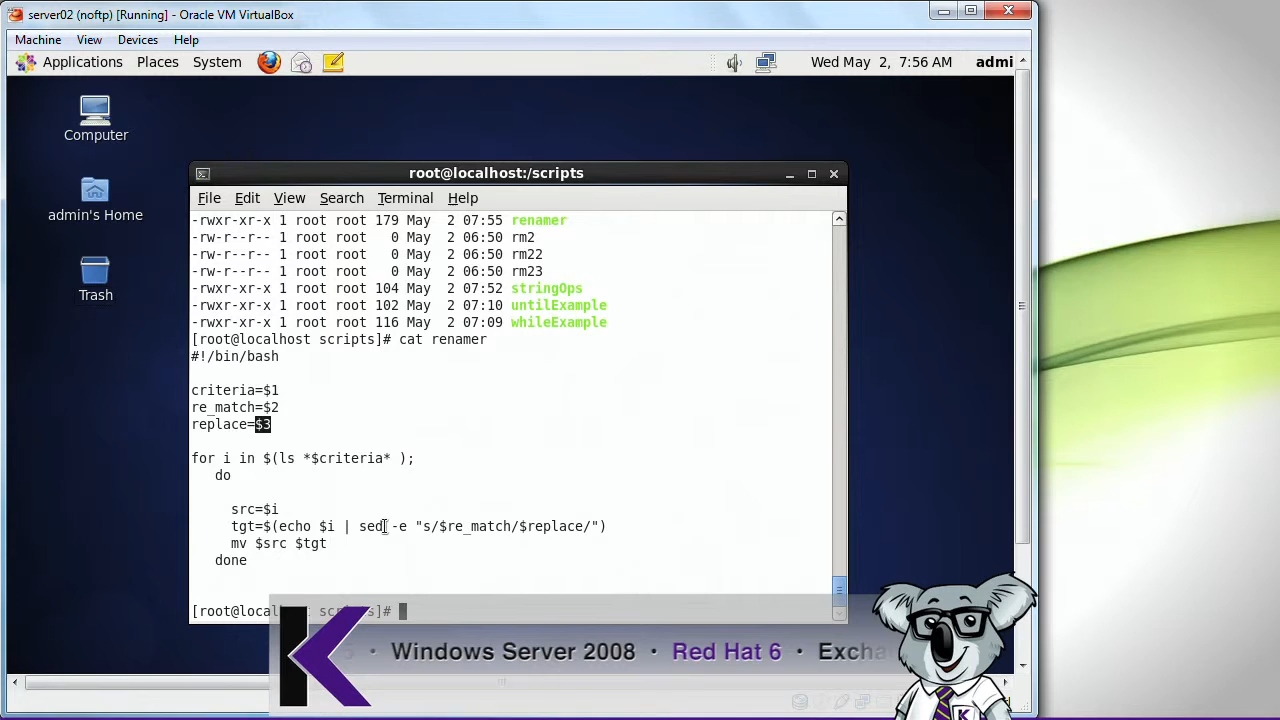 server02 (noftp) [Running] - Oracle VM VirtualBox
Machine View Devices Help
Applications Places System Wed May 2, 7:56 AM admi
Computer
admin's Home
Trash
root@localhost:/scripts
File Edit View Search Terminal Help
-rwxr-xr-x 1 root root 179 May 2 07:55 renamer
-rw-r--r-- 1 root root 0 May 2 06:50 rm2
-rw-r--r-- 1 root root 0 May 2 06:50 rm22
-rw-r--r-- 1 root root 0 May 2 06:50 rm23
-rwxr-xr-x 1 root root 104 May 2 07:52 stringOps
-rwxr-xr-x 1 root root 102 May 2 07:10 untilExample
-rwxr-xr-x 1 root root 116 May 2 07:09 whileExample
[root@localhost scripts]# cat renamer
#!/bin/bash
criteria=$1
re_match=$2
replace=$3
for i in $(ls *$criteria* );
do
src=$i
tgt=$(echo $i | sed -e "s/$re_match/$replace/")
mv $src $tgt
done
[root@localhost scripts]#
K 5 • Windows Server 2008 • Red Hat 6 • Excha
K